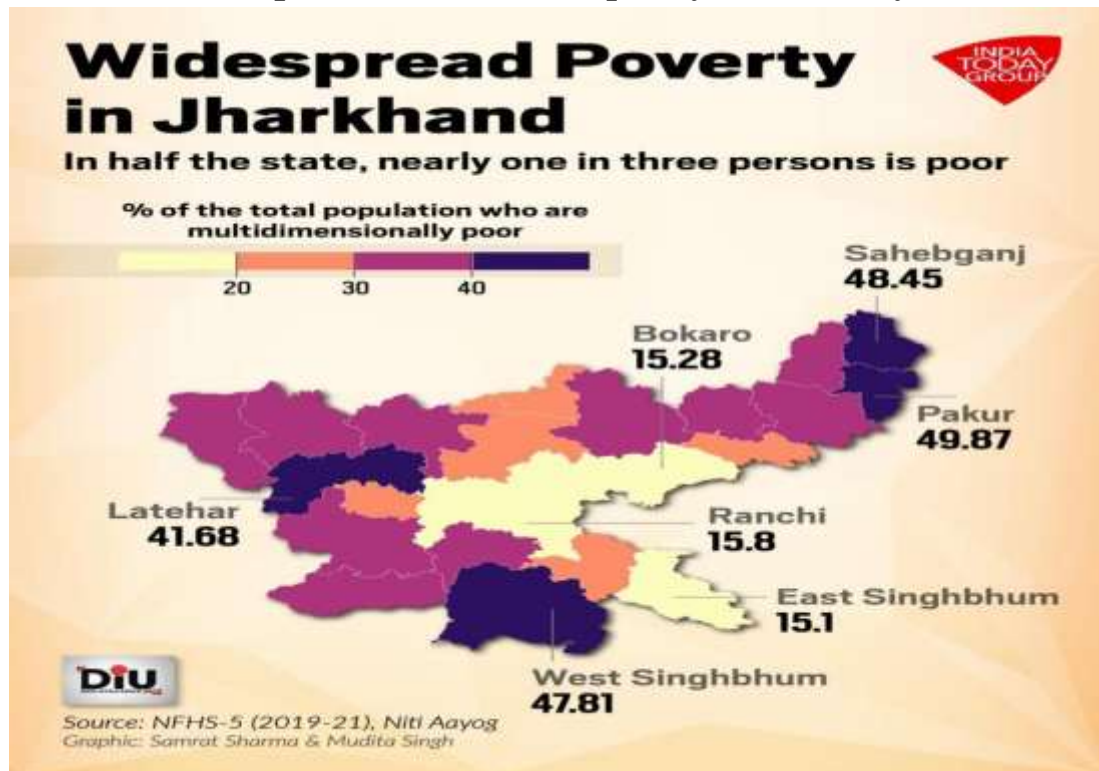 Widespread Poverty
in Jharkhand
INDIA
TODAY
GROUP
In half the state, nearly one in three persons is poor
% of the total population who are
multidimensionally poor
20 30 40
Sahebganj
48.45
Bokaro
15.28
Pakur
49.87
Latehar
41.68
Ranchi
15.8
East Singhbhum
15.1
West Singhbhum
47.81
DiU
Source: NFHS-5 (2019-21), Niti Aayog
Graphic: Samrat Sharma & Mudita Singh